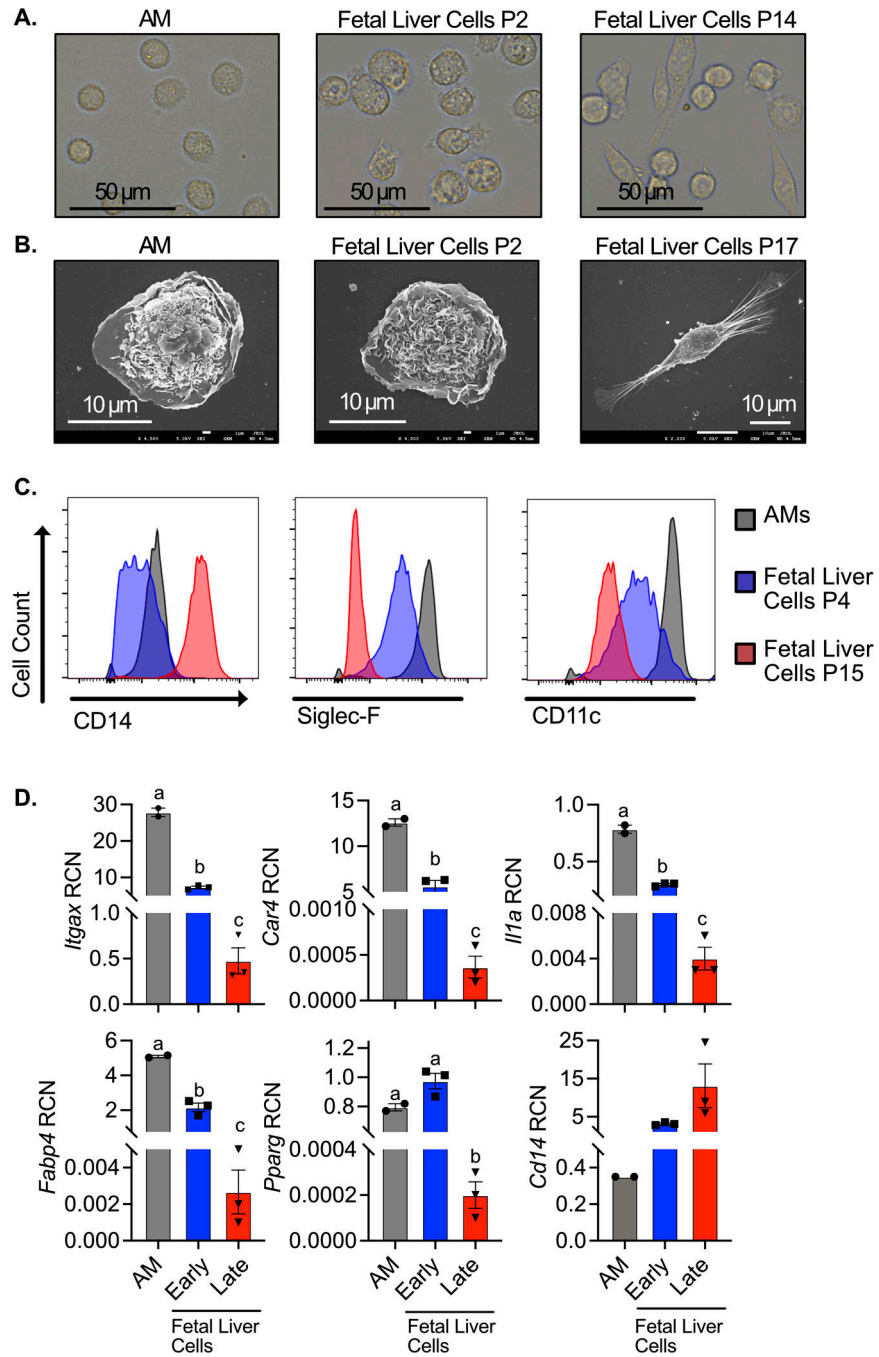 A.
AM
Fetal Liver Cells P2
Fetal Liver Cells P14
50 µm
50 µm
50 µm
B.
AM
Fetal Liver Cells P2
Fetal Liver Cells P17
10 µm
10 µm
10 µm
C.
Cell Count
CD14
Siglec-F
CD11c
AMs
Fetal Liver
Cells P4
Fetal Liver
Cells P15
D.
Itgax RCN
30
20
10
1.0
0.5
0.0
a
b
c
Car4 RCN
15
10
5
0.0010
0.0005
0.0000
a
b
c
Il1a RCN
1.0
0.5
0.008
0.004
0.000
a
b
c
Fabp4 RCN
6
4
2
0.004
0.002
0.000
a
b
c
AM
Early
Late
Fetal Liver
Cells
Pparg RCN
1.2
1.0
0.8
0.0004
0.0002
0.0000
a
a
b
AM
Early
Late
Fetal Liver
Cells
Cd14 RCN
25
15
5
0.4
0.2
0.0
AM
Early
Late
Fetal Liver
Cells